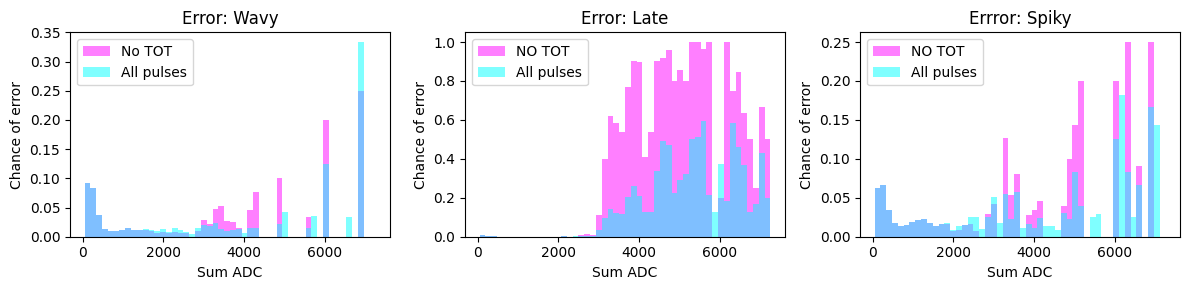 Error: Wavy
Chance of error
0.35
0.30
0.25
0.20
0.15
0.10
0.05
0.00
No TOT
All pulses
0
2000
4000
6000
Sum ADC
Error: Late
Chance of error
1.0
0.8
0.6
0.4
0.2
0.0
NO TOT
All pulses
0
2000
4000
6000
Sum ADC
Errror: Spiky
Chance of error
0.25
0.20
0.15
0.10
0.05
0.00
NO TOT
All pulses
0
2000
4000
6000
Sum ADC